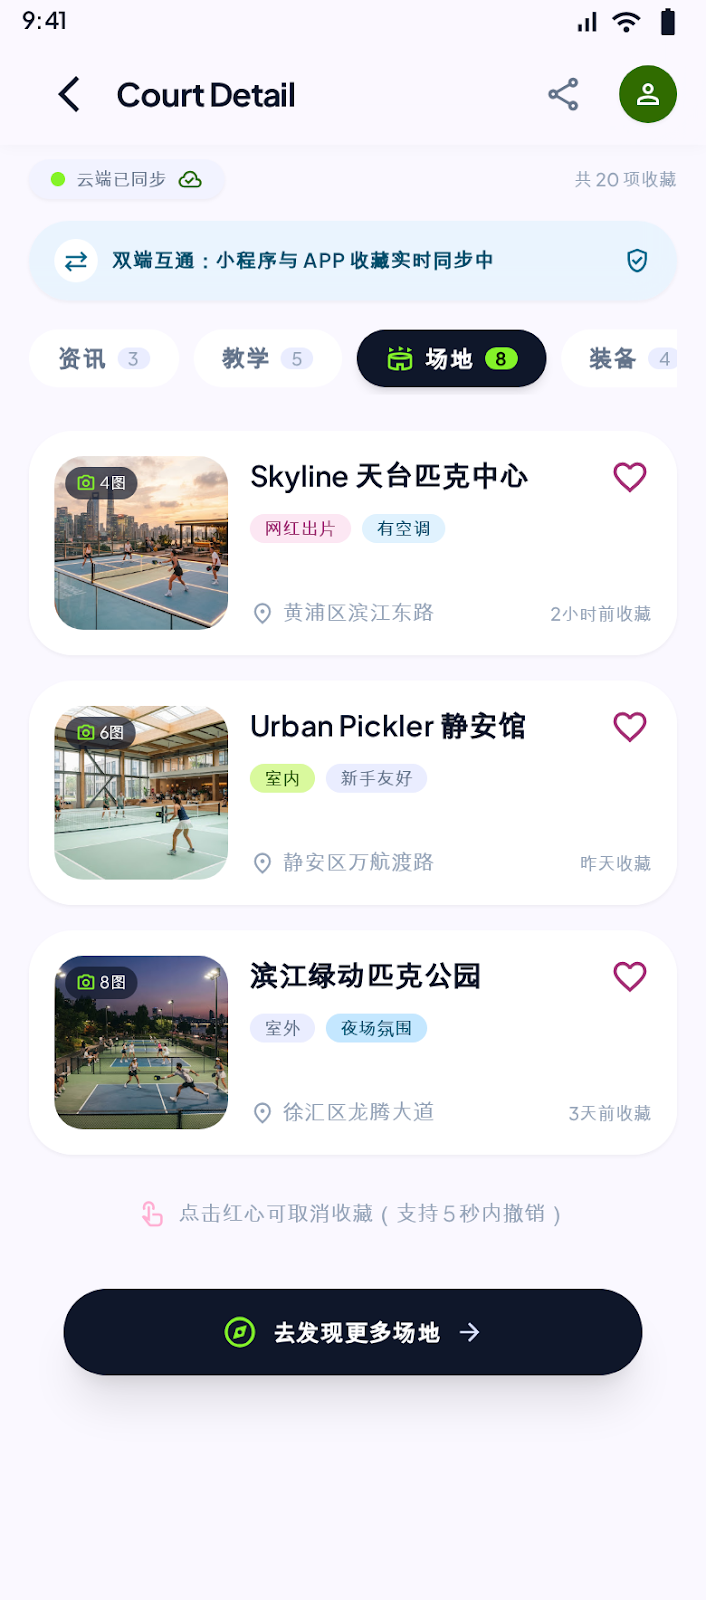 9:41
Court Detail
云端已同步
共 20 项收藏
双端互通：小程序与 APP 收藏实时同步中
资讯 3
教学 5
场地 8
装备 4
4图
Skyline 天台匹克中心
网红出片 有空调
黄浦区滨江东路
2小时前收藏
6图
Urban Pickler 静安馆
室内 新手友好
静安区万航渡路
昨天收藏
8图
滨江绿动匹克公园
室外 夜场氛围
徐汇区龙腾大道
3天前收藏
点击红心可取消收藏（支持 5 秒内撤销）
去发现更多场地